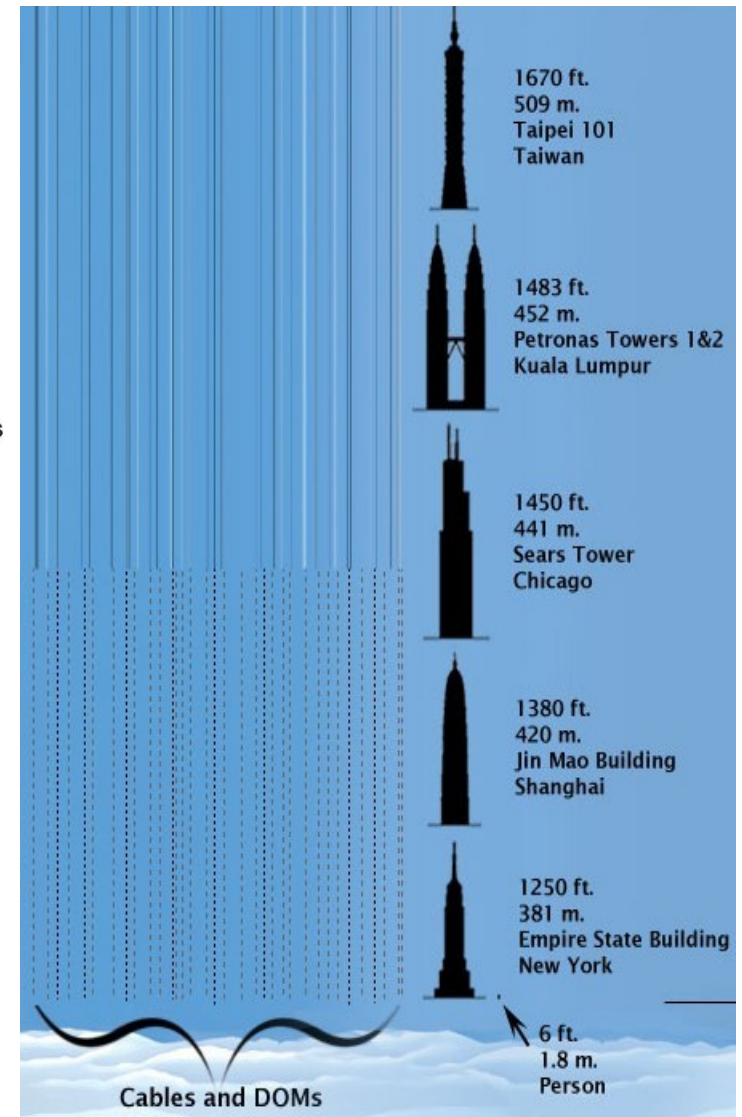 1670 ft.
509 m.
Taipei 101
Taiwan
1483 ft.
452 m.
Petronas Towers 1&2
Kuala Lumpur
s
1450 ft.
441 m.
Sears Tower
Chicago
1380 ft.
420 m.
Jin Mao Building
Shanghai
1250 ft.
381 m.
Empire State Building
New York
6 ft.
1.8 m.
Person
Cables and DOMs